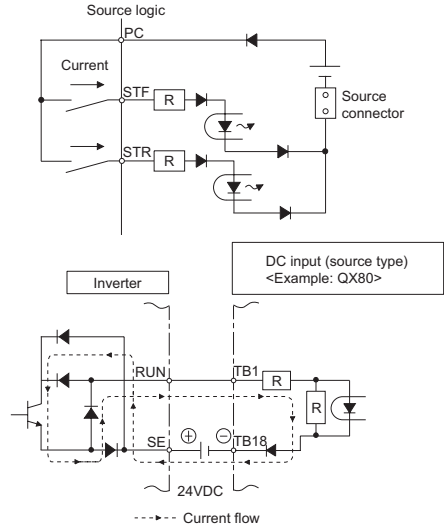 Source logic
PC
Current
STF
R
Source
connector
STR
R
DC input (source type)
<Example: QX80>
Inverter
RUN
TB1
R
R
SE
TB18
24VDC
Current flow